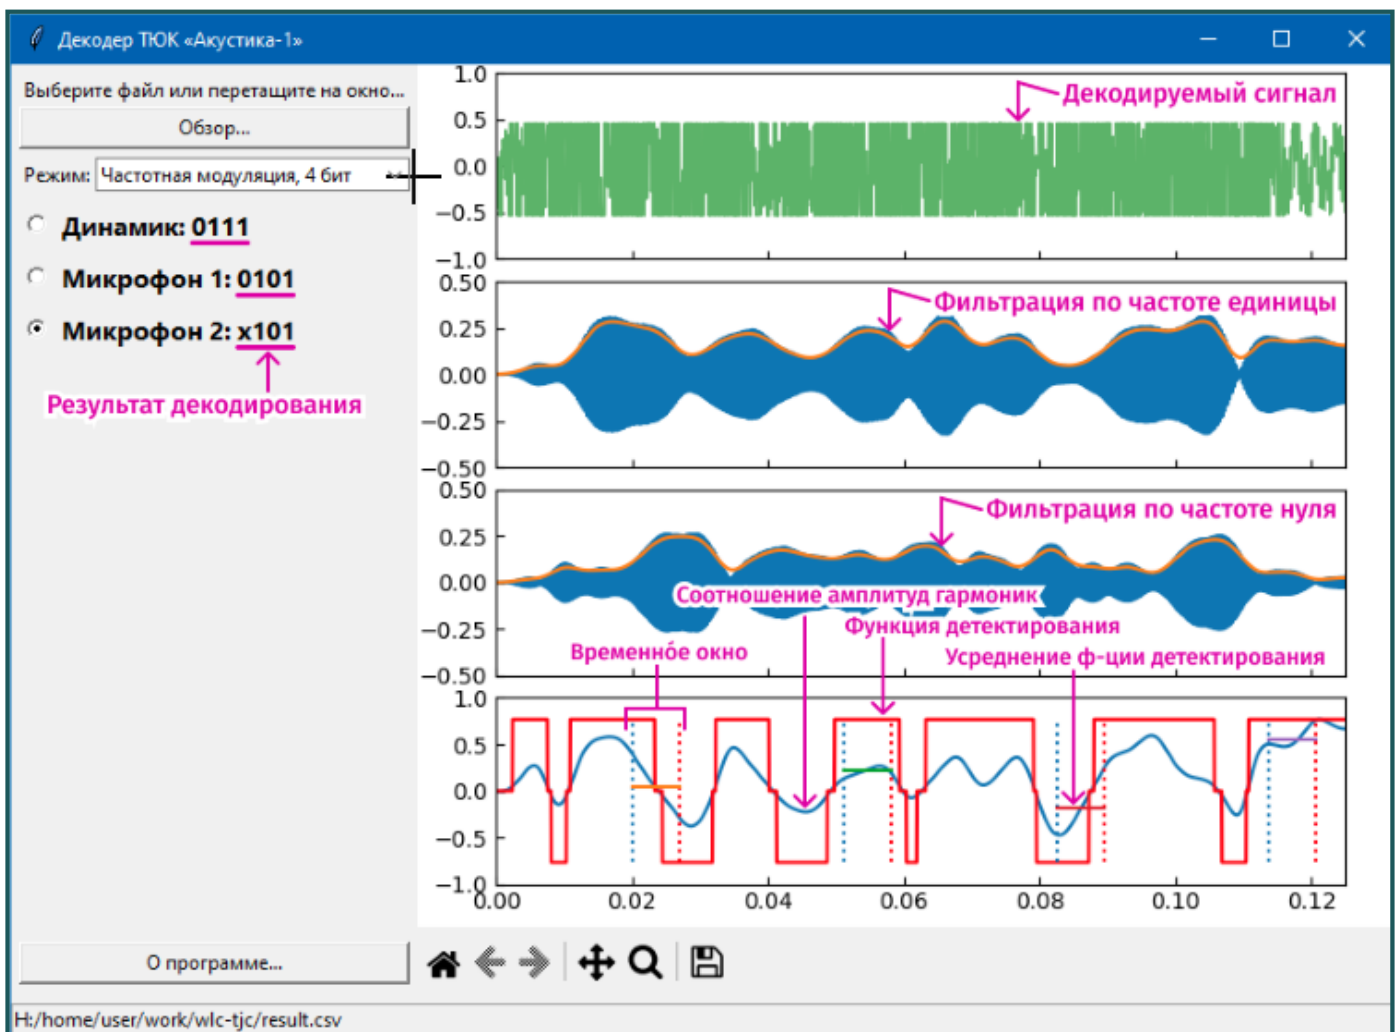 Декодер ТЮК «Акустика-1»
Выберите файл или перетащите на окно...
Обзор...
Режим: Частотная модуляция, 4 бит
Динамик: 0111
Микрофон 1: 0101
Микрофон 2: x101
Результат декодирования
1.0
0.5
0.0
−0.5
−1.0
Декодируемый сигнал
0.50
0.25
0.00
−0.25
−0.50
Фильтрация по частоте единицы
0.50
0.25
0.00
−0.25
−0.50
Фильтрация по частоте нуля
Соотношение амплитуд гармоник
Функция детектирования
Временно́е окно
Усреднение ф-ции детектирования
1.0
0.5
0.0
−0.5
−1.0
0.00 0.02 0.04 0.06 0.08 0.10 0.12
О программе...
H:/home/user/work/wlc-tjc/result.csv